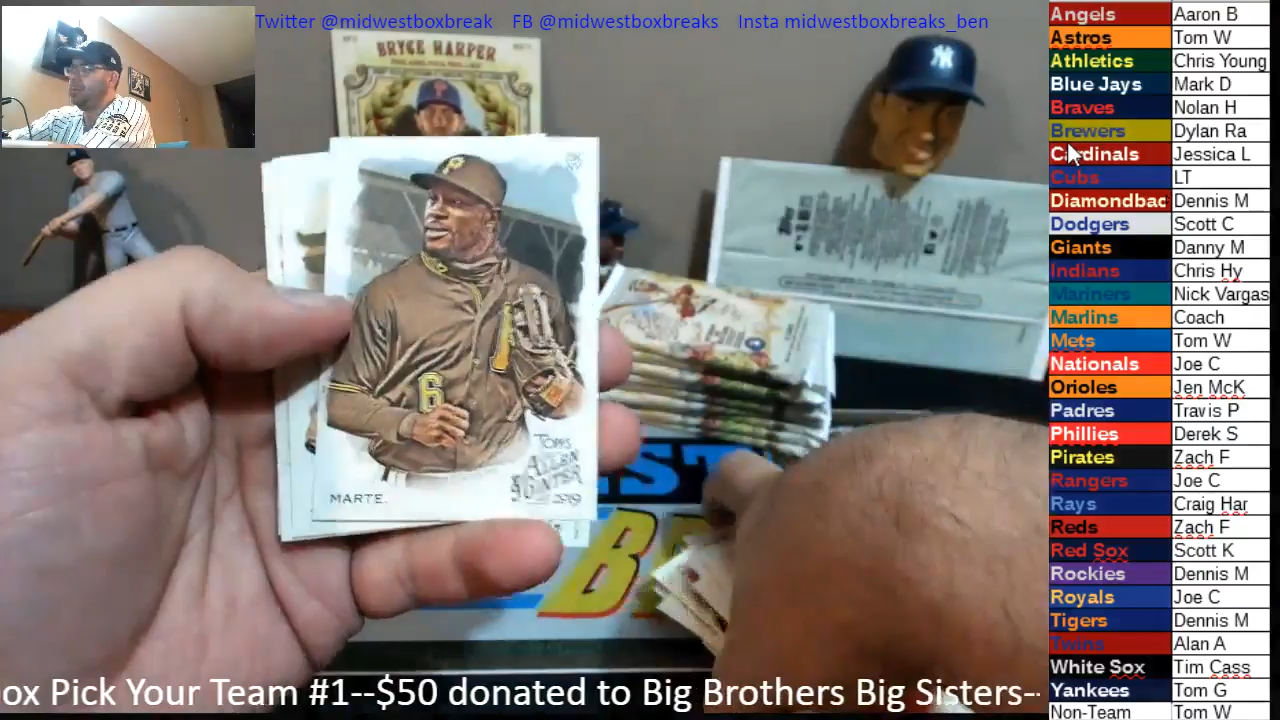 Twitter @midwestboxbreak FB @midwestboxbreaks Insta midwestboxbreaks_ben
BRYCE HARPER
6
TOPPS
ALLEN
GINTER
2019
MARTE
B
ox Pick Your Team #1--$50 donated to Big Brothers Big Sisters--
Angels Aaron B
Astros Tom W
Athletics Chris Young
Blue Jays Mark D
Braves Nolan H
Brewers Dylan Ra
Cardinals Jessica L
Cubs LT
Diamondbac Dennis M
Dodgers Scott C
Giants Danny M
Indians Chris Hy
Mariners Nick Vargas
Marlins Coach
Mets Tom W
Nationals Joe C
Orioles Jen McK
Padres Travis P
Phillies Derek S
Pirates Zach F
Rangers Joe C
Rays Craig Har
Reds Zach F
Red Sox Scott K
Rockies Dennis M
Royals Joe C
Tigers Dennis M
Twins Alan A
White Sox Tim Cass
Yankees Tom G
Non-Team Tom W